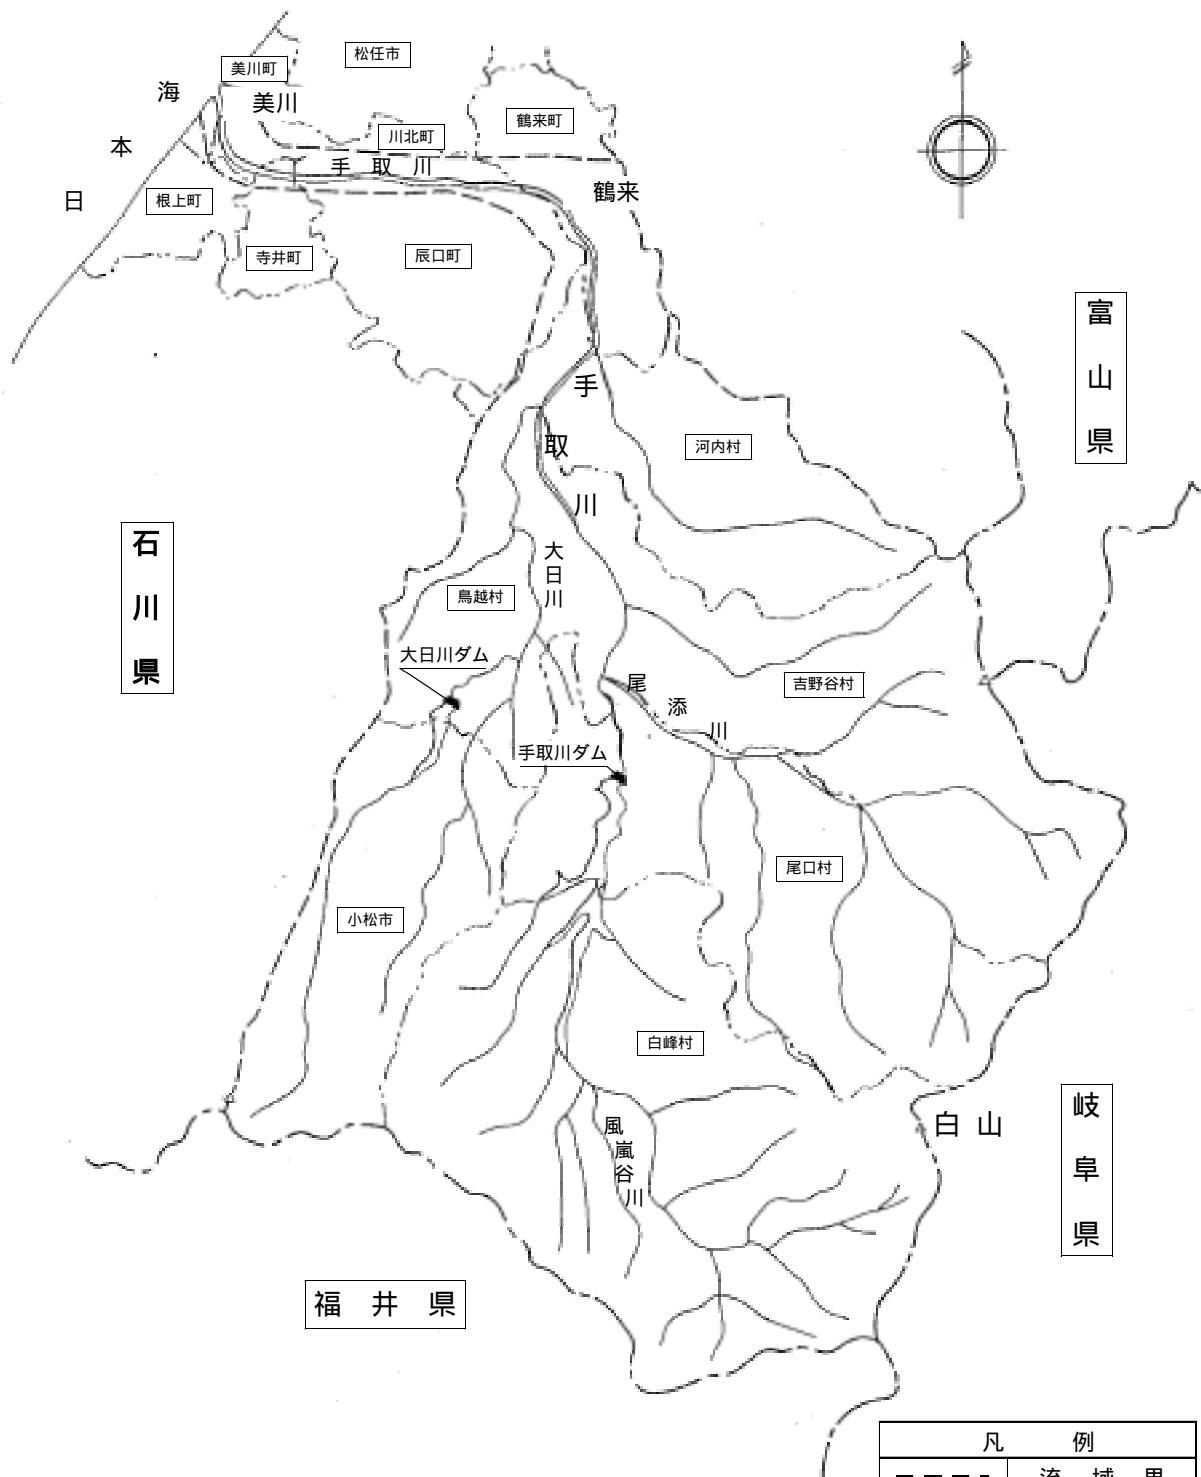 松任市
美川町
美川
日本海
鶴来町
川北町
手取川
鶴来
根上町
寺井町
辰口町
富山県
手取川
河内村
石川県
大日川
鳥越村
大日川ダム
尾添川
吉野谷村
手取川ダム
尾口村
小松市
白峰村
岐阜県
白山
風嵐谷川
福井県
凡例
流域界